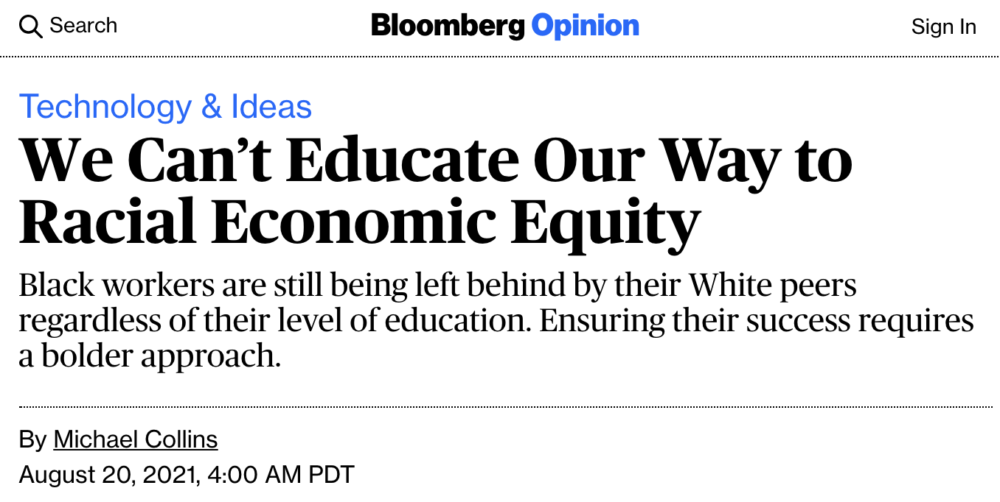 Search
Bloomberg Opinion
Sign In
Technology & Ideas
We Can’t Educate Our Way to
Racial Economic Equity
Black workers are still being left behind by their White peers
regardless of their level of education. Ensuring their success requires
a bolder approach.
By Michael Collins
August 20, 2021, 4:00 AM PDT